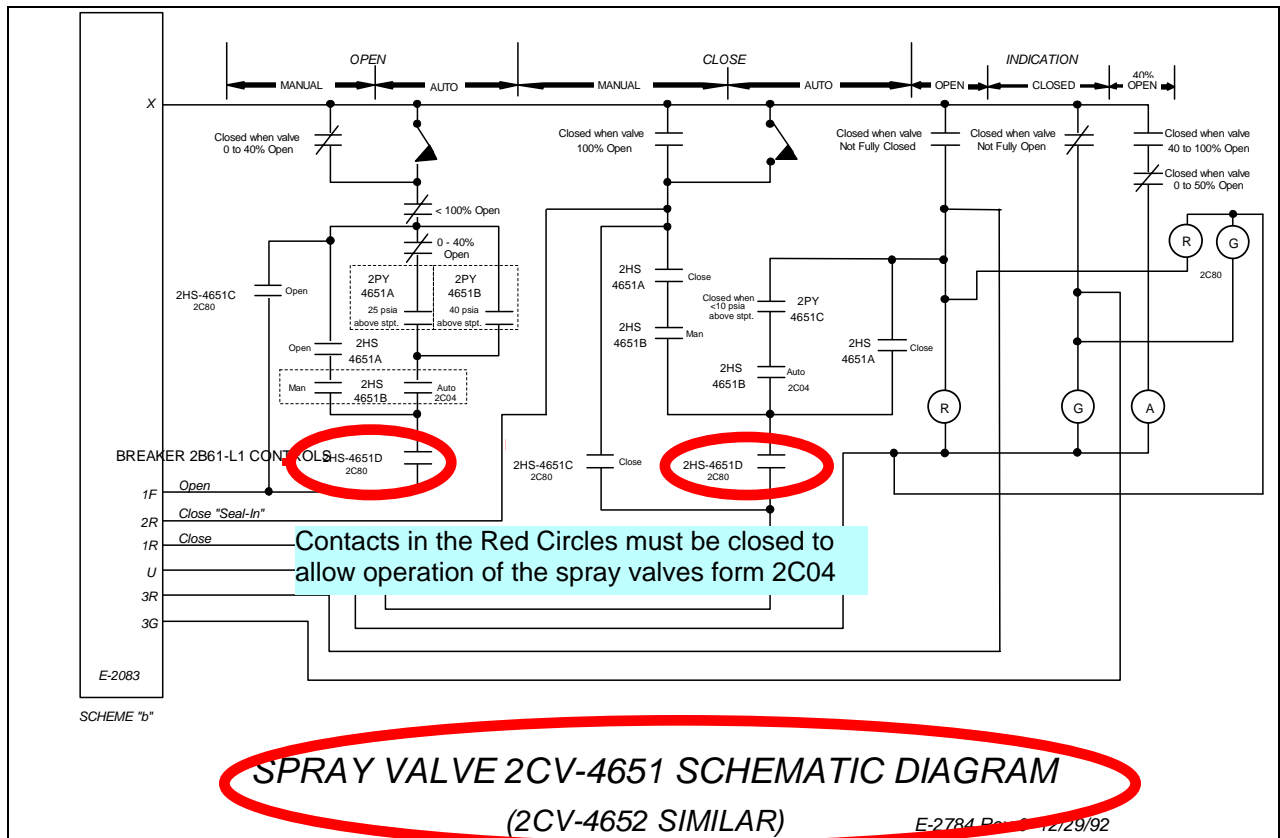 OPEN
CLOSE
INDICATION
MANUAL
AUTO
MANUAL
AUTO
OPEN
CLOSED
40%
OPEN
X
Closed when valve
0 to 40% Open
Closed when valve
100% Open
Closed when valve
Not Fully Closed
Closed when valve
Not Fully Open
Closed when valve
40 to 100% Open
Closed when valve
0 to 50% Open
< 100% Open
0 - 40%
Open
2HS-4651C
2C80
Open
2PY
4651A
25 psia
above stpt.
2PY
4651B
40 psia
above stpt.
Open
2HS
4651A
Man
2HS
4651B
Auto
2C04
2HS
4651A
Close
2HS
4651B
Man
Closed when
<10 psia
above stpt.
2PY
4651C
2HS
4651B
Auto
2C04
2HS
4651A
Close
R
G
2C80
R
G
A
BREAKER 2B61-L1 CONTROLS
2HS-4651D
2C80
2HS-4651C
2C80
Close
2HS-4651D
2C80
1F
Open
2R
Close "Seal-In"
1R
Close
U
3R
3G
Contacts in the Red Circles must be closed to
allow operation of the spray valves form 2C04
E-2083
SCHEME "b"
SPRAY VALVE 2CV-4651 SCHEMATIC DIAGRAM
(2CV-4652 SIMILAR)
E-2784 12/29/92